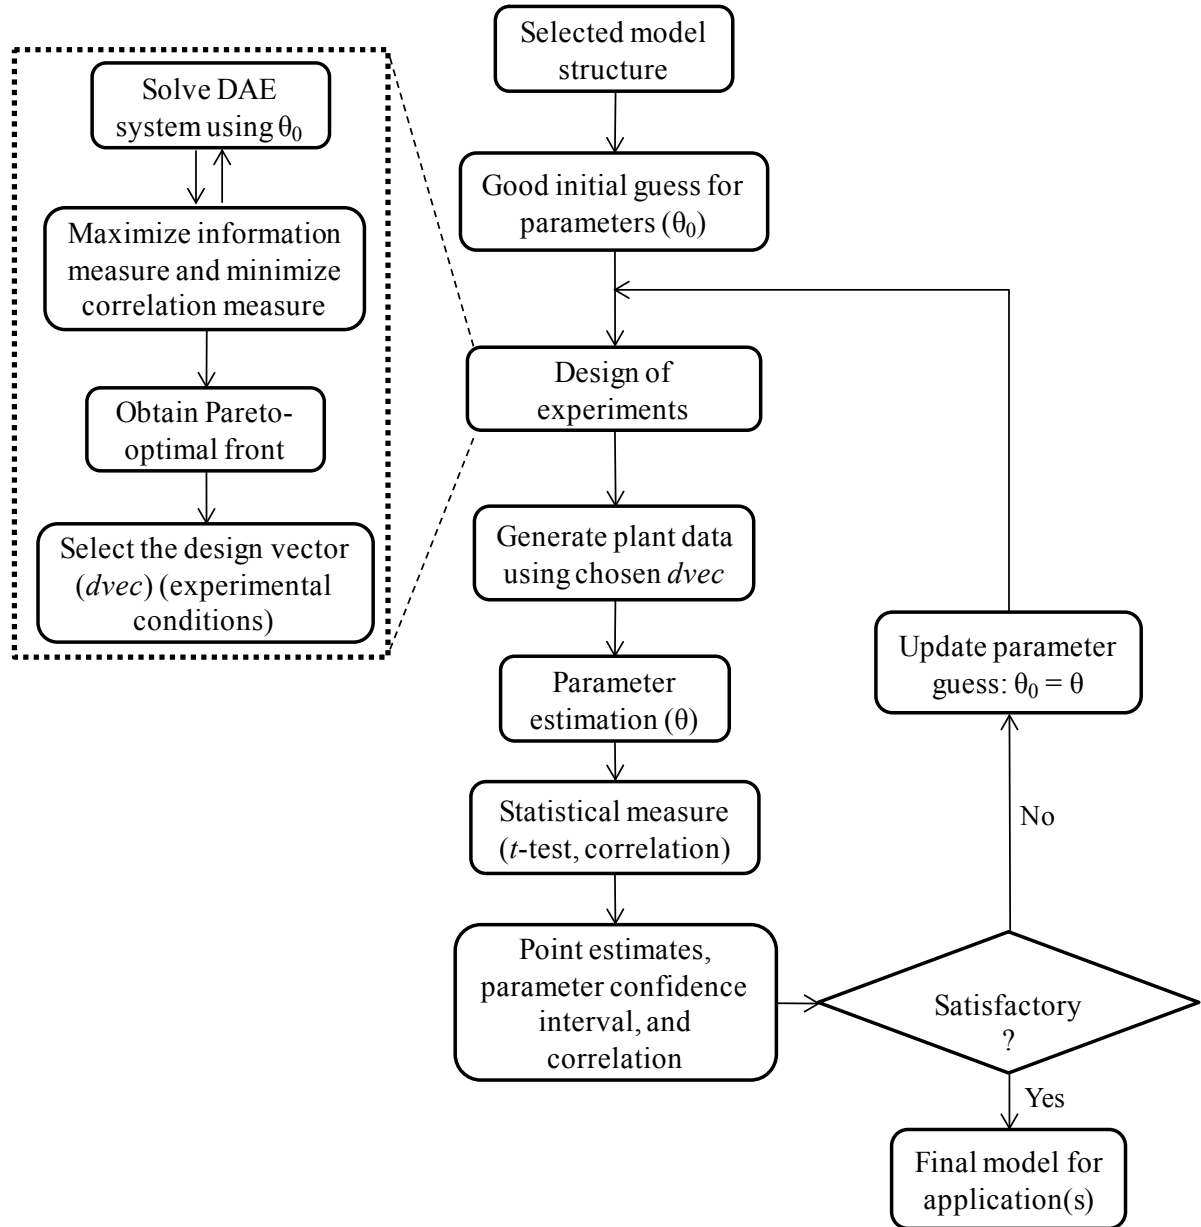 Selected model
structure
Good initial guess for
parameters (θ₀)
Design of
experiments
Solve DAE
system using θ₀
Maximize information
measure and minimize
correlation measure
Obtain Pareto-
optimal front
Select the design vector
(dvec) (experimental
conditions)
Generate plant data
using chosen dvec
Parameter
estimation (θ)
Statistical measure
(t-test, correlation)
Point estimates,
parameter confidence
interval, and
correlation
Satisfactory
?
No
Update parameter
guess: θ₀ = θ
Yes
Final model for
application(s)